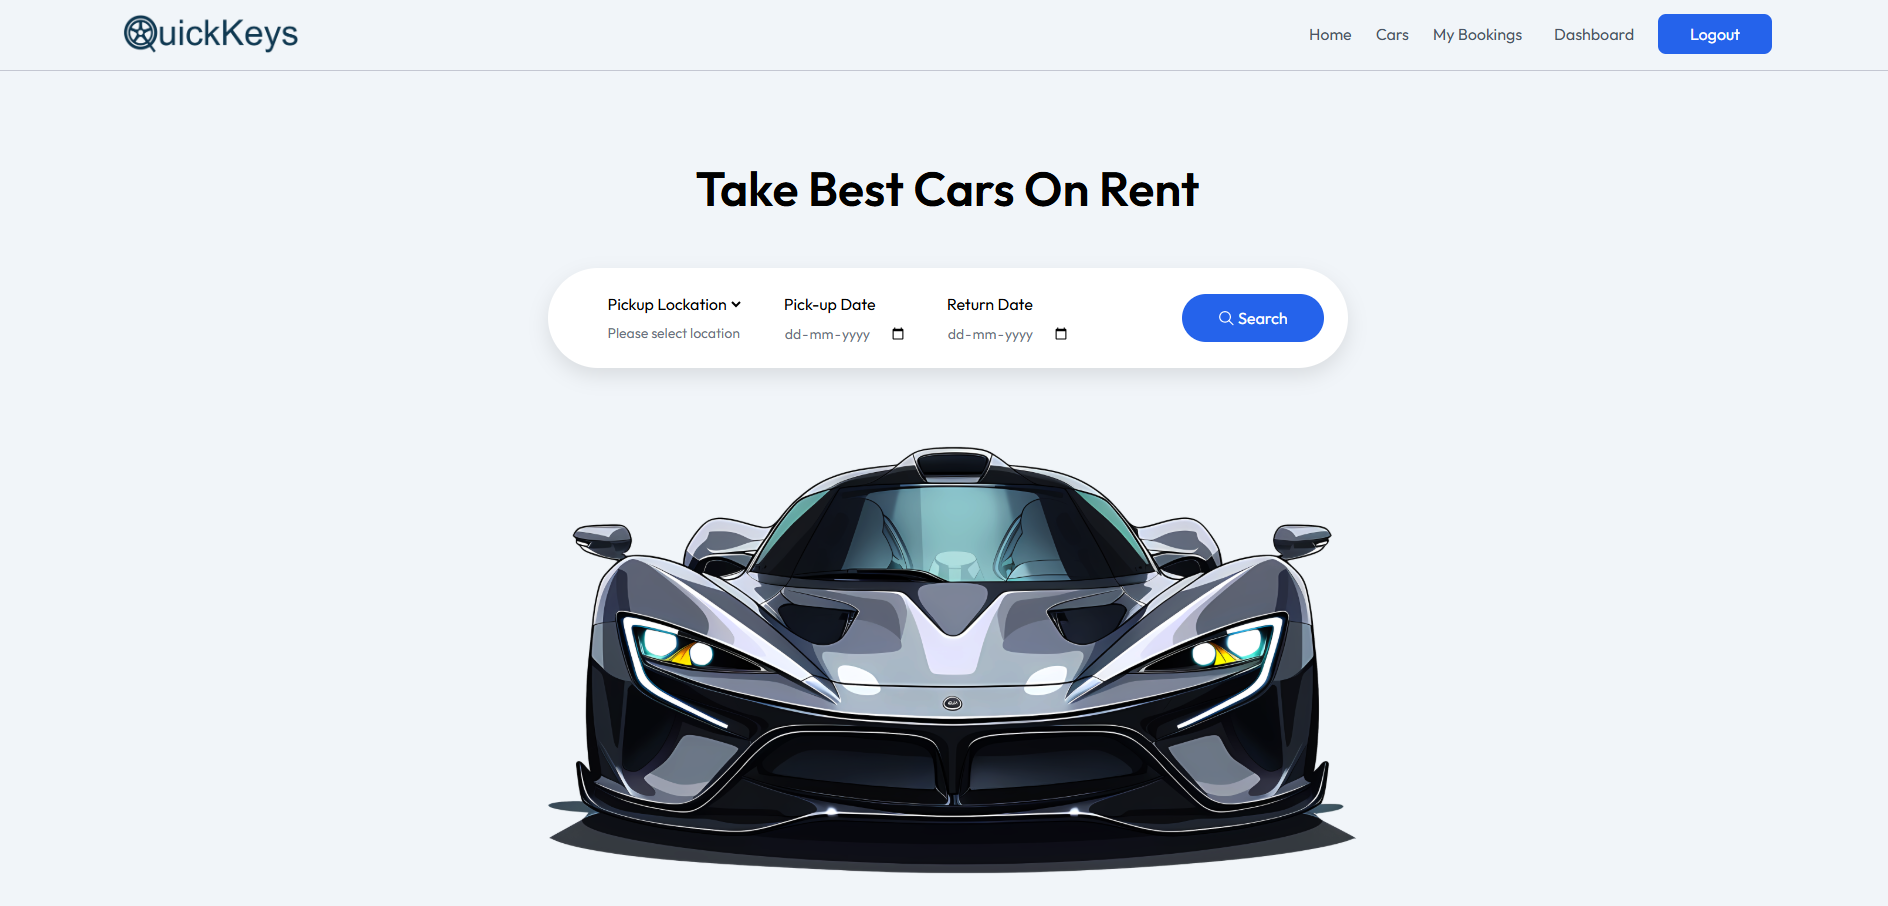 QuickKeys
Home Cars My Bookings Dashboard Logout
Take Best Cars On Rent
Pickup Lockation Pick-up Date Return Date
Please select location dd-mm-yyyy dd-mm-yyyy
Search